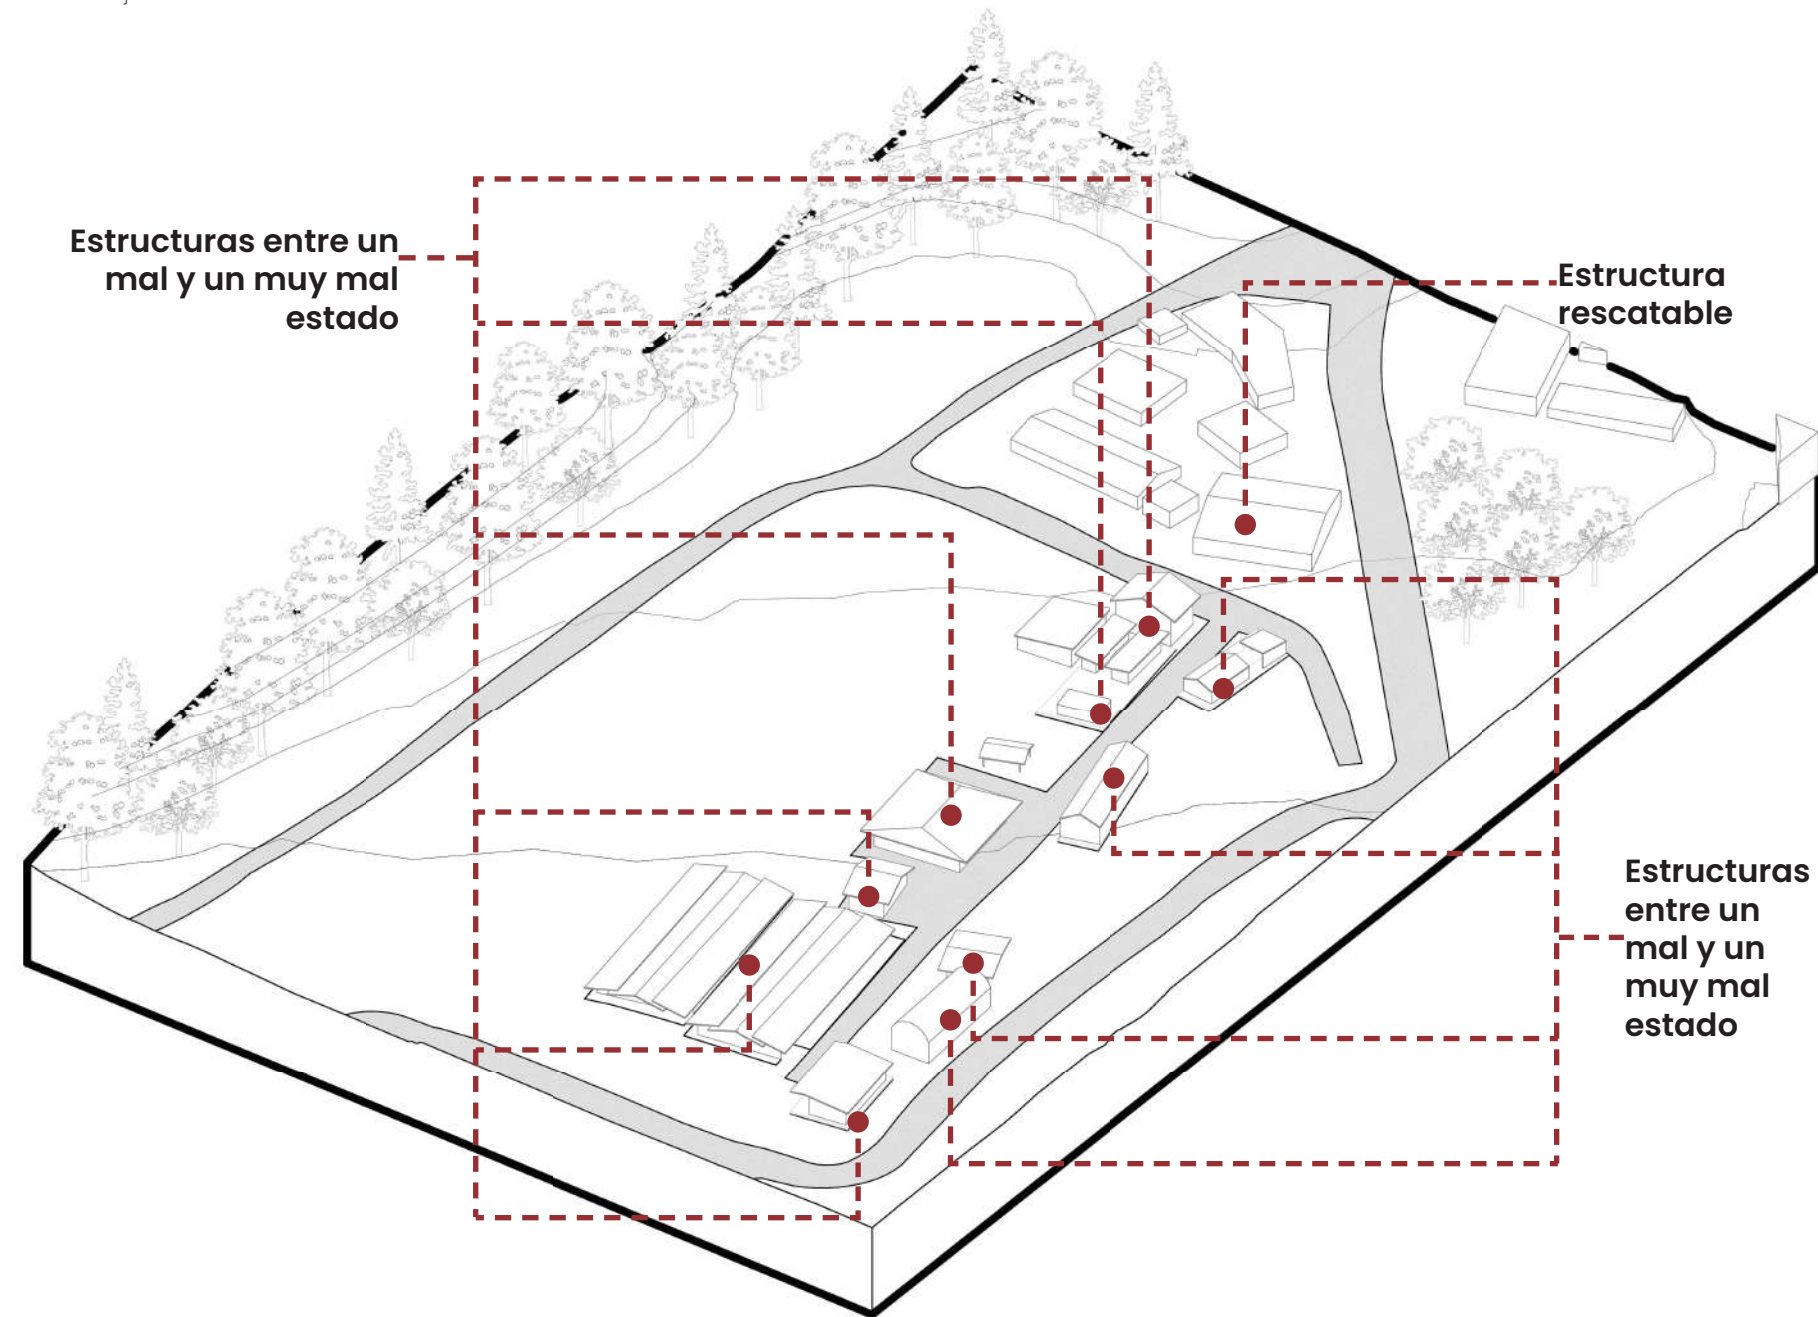 Estructuras entre un
mal y un muy mal
estado
Estructura
rescatable
Estructuras
entre un
mal y un
muy mal
estado